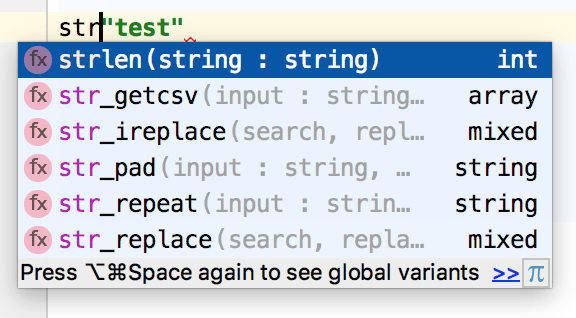 str"test"
fx strlen(string : string) int
fx str_getcsv(input : string… array
fx str_ireplace(search, repl… mixed
fx str_pad(input : string, … string
fx str_repeat(input : strin… string
fx str_replace(search, repla… mixed
Press ⌥⌘Space again to see global variants >> π